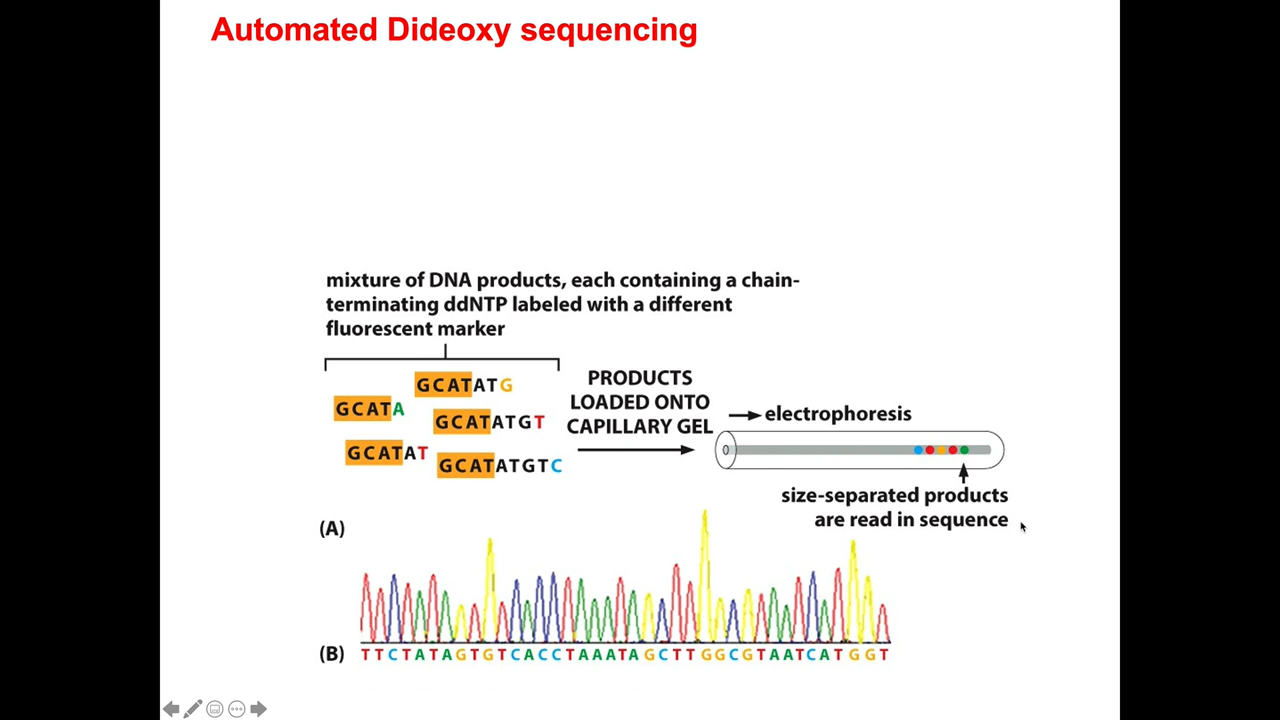 Automated Dideoxy sequencing
mixture of DNA products, each containing a chain-
terminating ddNTP labeled with a different
fluorescent marker
GCATATG
GCATA
GCATATGT
GCATAT
GCATATGTC
PRODUCTS
LOADED ONTO
CAPILLARY GEL
electrophoresis
size-separated products
are read in sequence
(A)
(B) TTCTATAGTGTCACCTAAATAGCTTGGCGTAATCATGGT